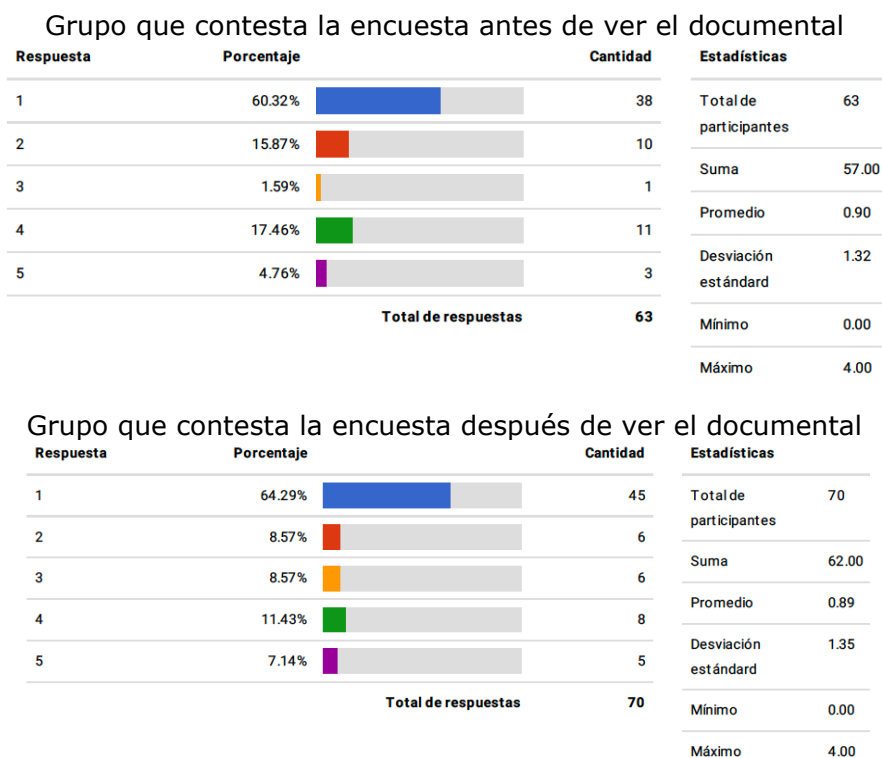 Grupo que contesta la encuesta antes de ver el documental
Respuesta Porcentaje Cantidad Estadísticas
1 60.32% 38
2 15.87% 10
3 1.59% 1
4 17.46% 11
5 4.76% 3
Total de respuestas 63
Total de participantes 63
Suma 57.00
Promedio 0.90
Desviación estándard 1.32
Mínimo 0.00
Máximo 4.00
Grupo que contesta la encuesta después de ver el documental
Respuesta Porcentaje Cantidad Estadísticas
1 64.29% 45
2 8.57% 6
3 8.57% 6
4 11.43% 8
5 7.14% 5
Total de respuestas 70
Total de participantes 70
Suma 62.00
Promedio 0.89
Desviación estándard 1.35
Mínimo 0.00
Máximo 4.00